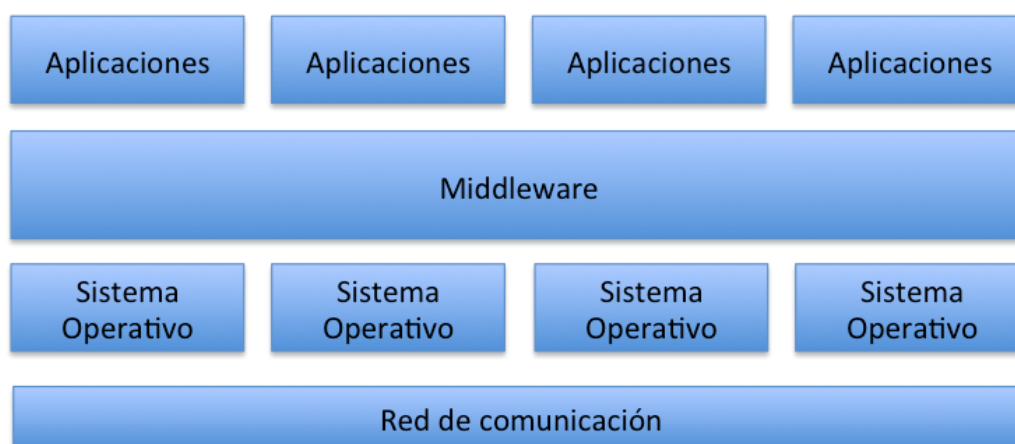 Aplicaciones
Aplicaciones
Aplicaciones
Aplicaciones
Middleware
Sistema
Operativo
Sistema
Operativo
Sistema
Operativo
Sistema
Operativo
Red de comunicación